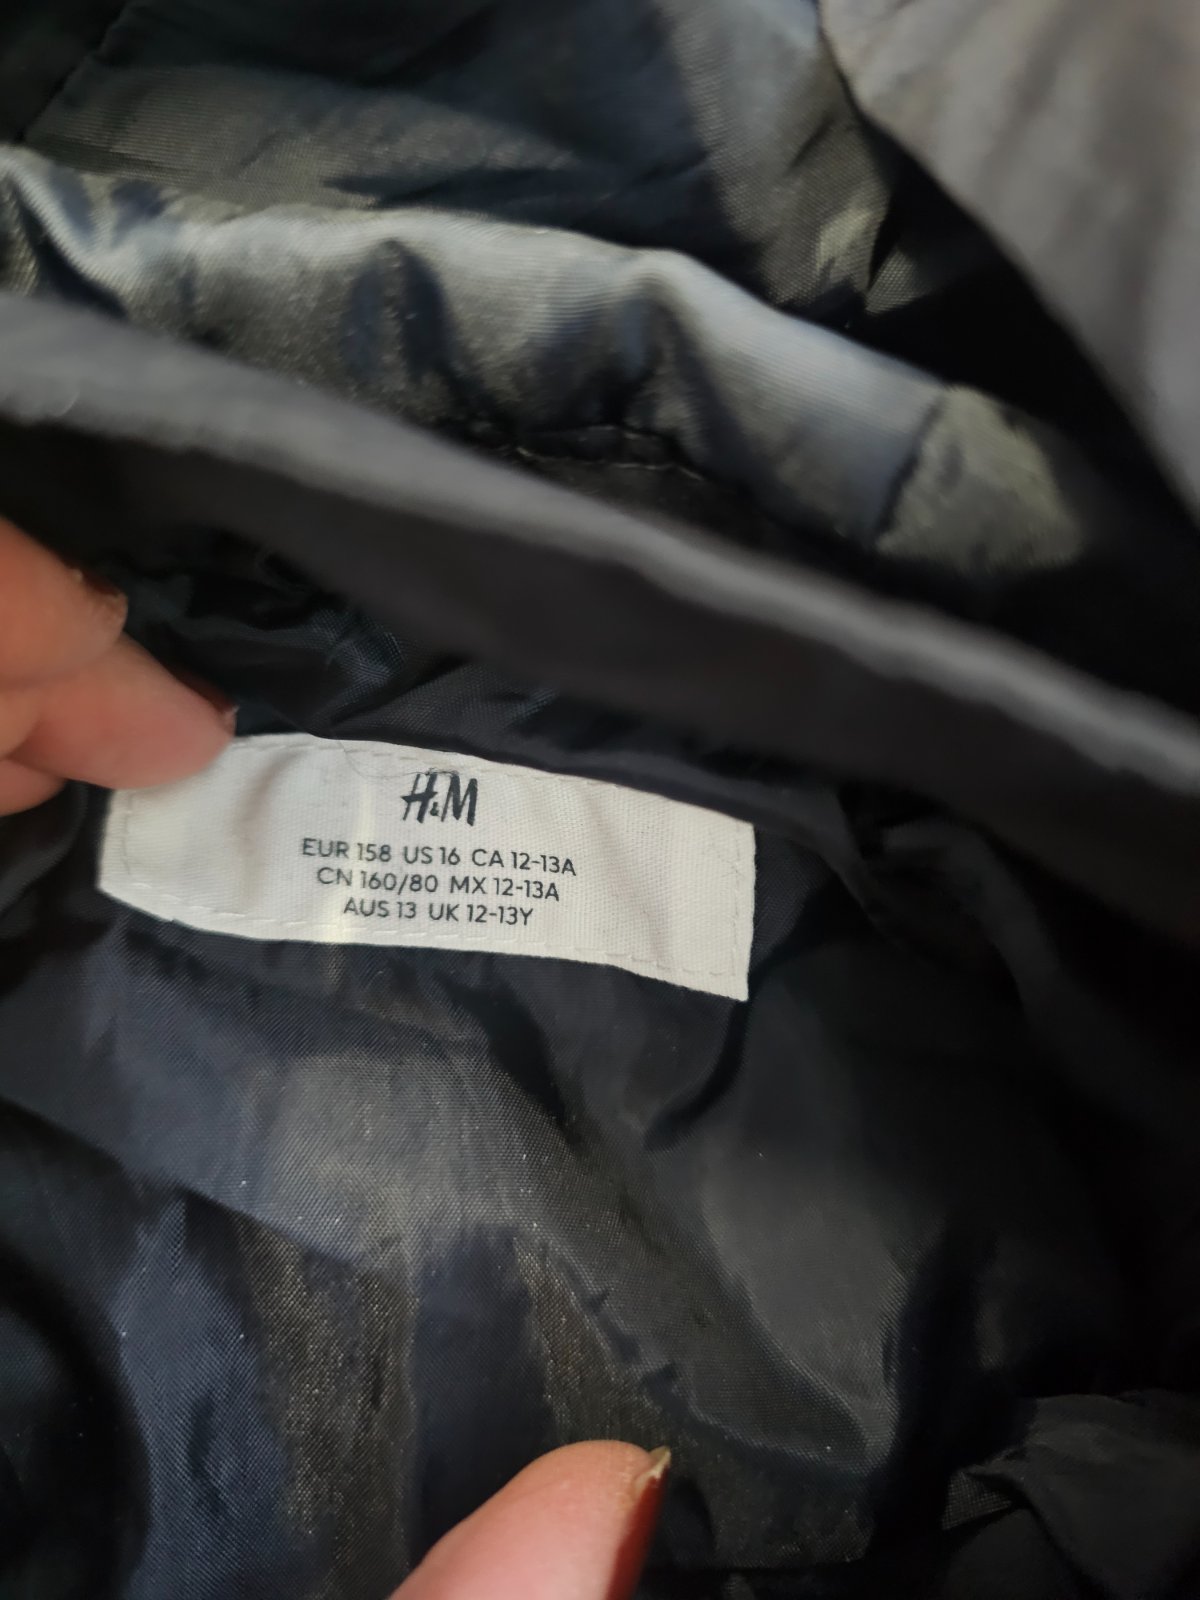 H&M
EUR 158 US 16 CA 12-13A
CN 160/80 MX 12-13A
AUS 13 UK 12-13Y